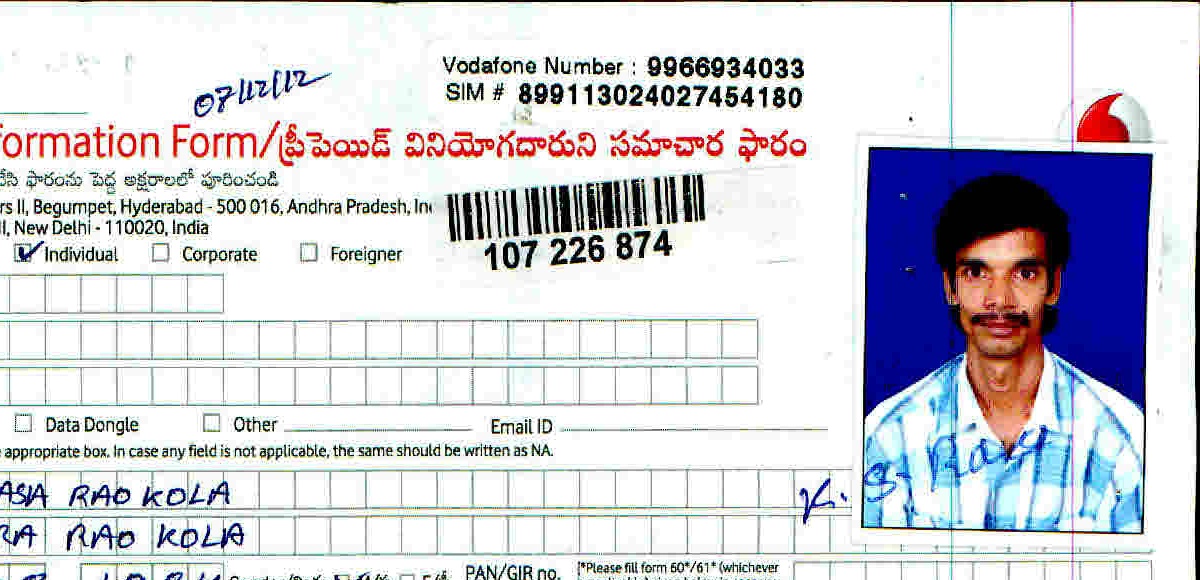 07/12/12
Vodafone Number : 9966934033
SIM # 899113024027454180
formation Form/ప్రీపెయిడ్ వినియోగదారుని సమాచార ఫారం
చేసి ఫారంను పెద్ద అక్షరాలలో పూరించండి
rs II, Begumpet, Hyderabad - 500 016, Andhra Pradesh, In
II, New Delhi - 110020, India
107 226 874
Individual Corporate Foreigner
Data Dongle Other Email ID
appropriate box. In case any field is not applicable, the same should be written as NA.
ASIA RAO KOLA
RA RAO KOLA
K. S. Rao
PAN/GIR no. [*Please fill form 60*/61* (whichever